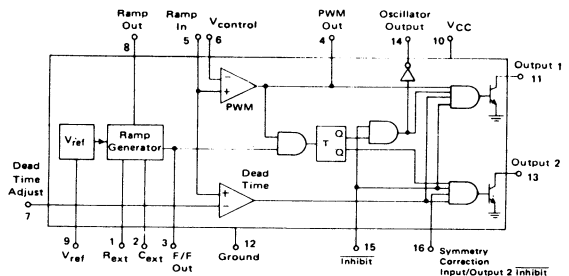 Ramp Out
8
Ramp In
5
Vcontrol
6
PWM Out
4
Oscillator Output
14
VCC
10
Output 1
11
PWM
Vref
Ramp Generator
T
Q
Q
Dead Time
Output 2
13
Dead Time Adjust
7
9
Vref
1
Rext
2
Cext
3
F/F Out
12
Ground
15
Inhibit
16
Symmetry Correction Input/Output 2 inhibit